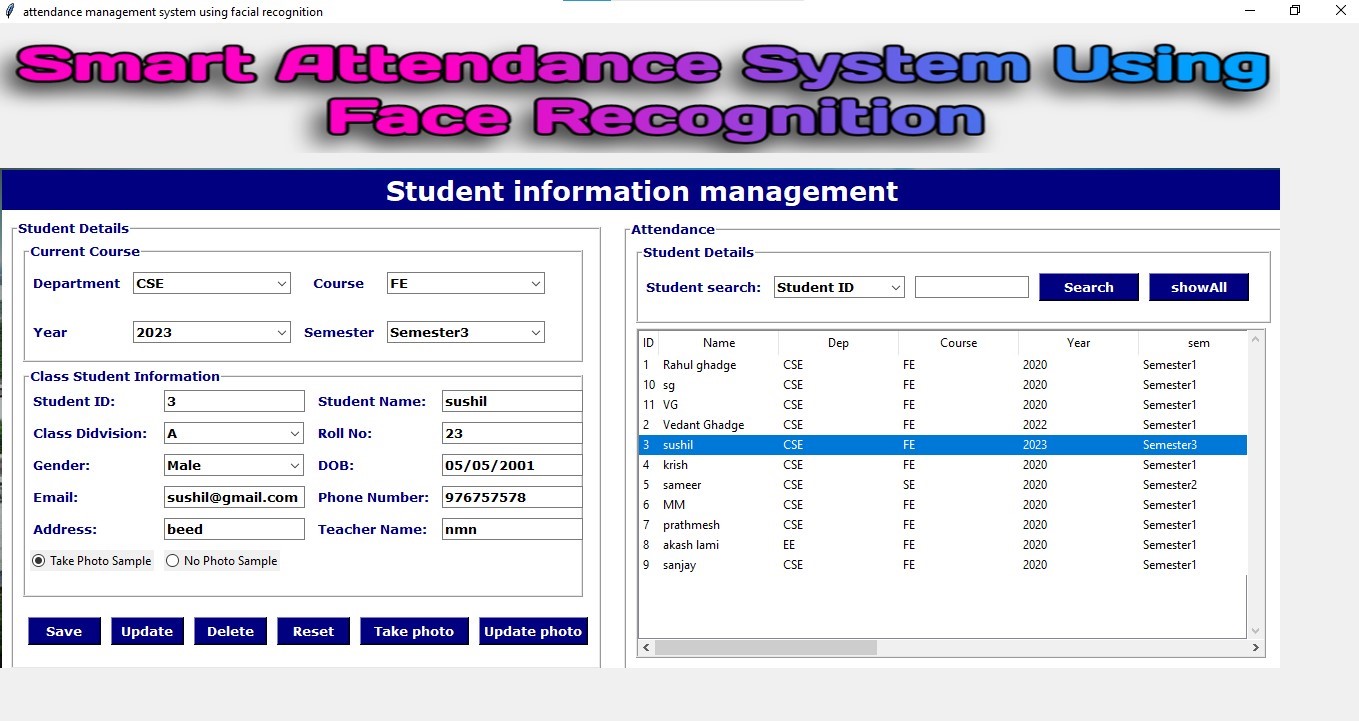 attendance management system using facial recognition
Smart Attendance System Using
Face Recognition
Student information management
Student Details
Current Course
Department CSE Course FE
Year 2023 Semester Semester3
Class Student Information
Student ID: 3 Student Name: sushil
Class Didvision: A Roll No: 23
Gender: Male DOB: 05/05/2001
Email: sushil@gmail.com Phone Number: 976757578
Address: beed Teacher Name: nmn
Take Photo Sample No Photo Sample
Save Update Delete Reset Take photo Update photo
Attendance
Student Details
Student search: Student ID Search showAll
ID Name Dep Course Year sem
1 Rahul ghadge CSE FE 2020 Semester1
10 sg CSE FE 2020 Semester1
11 VG CSE FE 2020 Semester1
2 Vedant Ghadge CSE FE 2022 Semester1
3 sushil CSE FE 2023 Semester3
4 krish CSE FE 2020 Semester1
5 sameer CSE SE 2020 Semester2
6 MM CSE FE 2020 Semester1
7 prathmesh CSE FE 2020 Semester1
8 akash lami EE FE 2020 Semester1
9 sanjay CSE FE 2020 Semester1